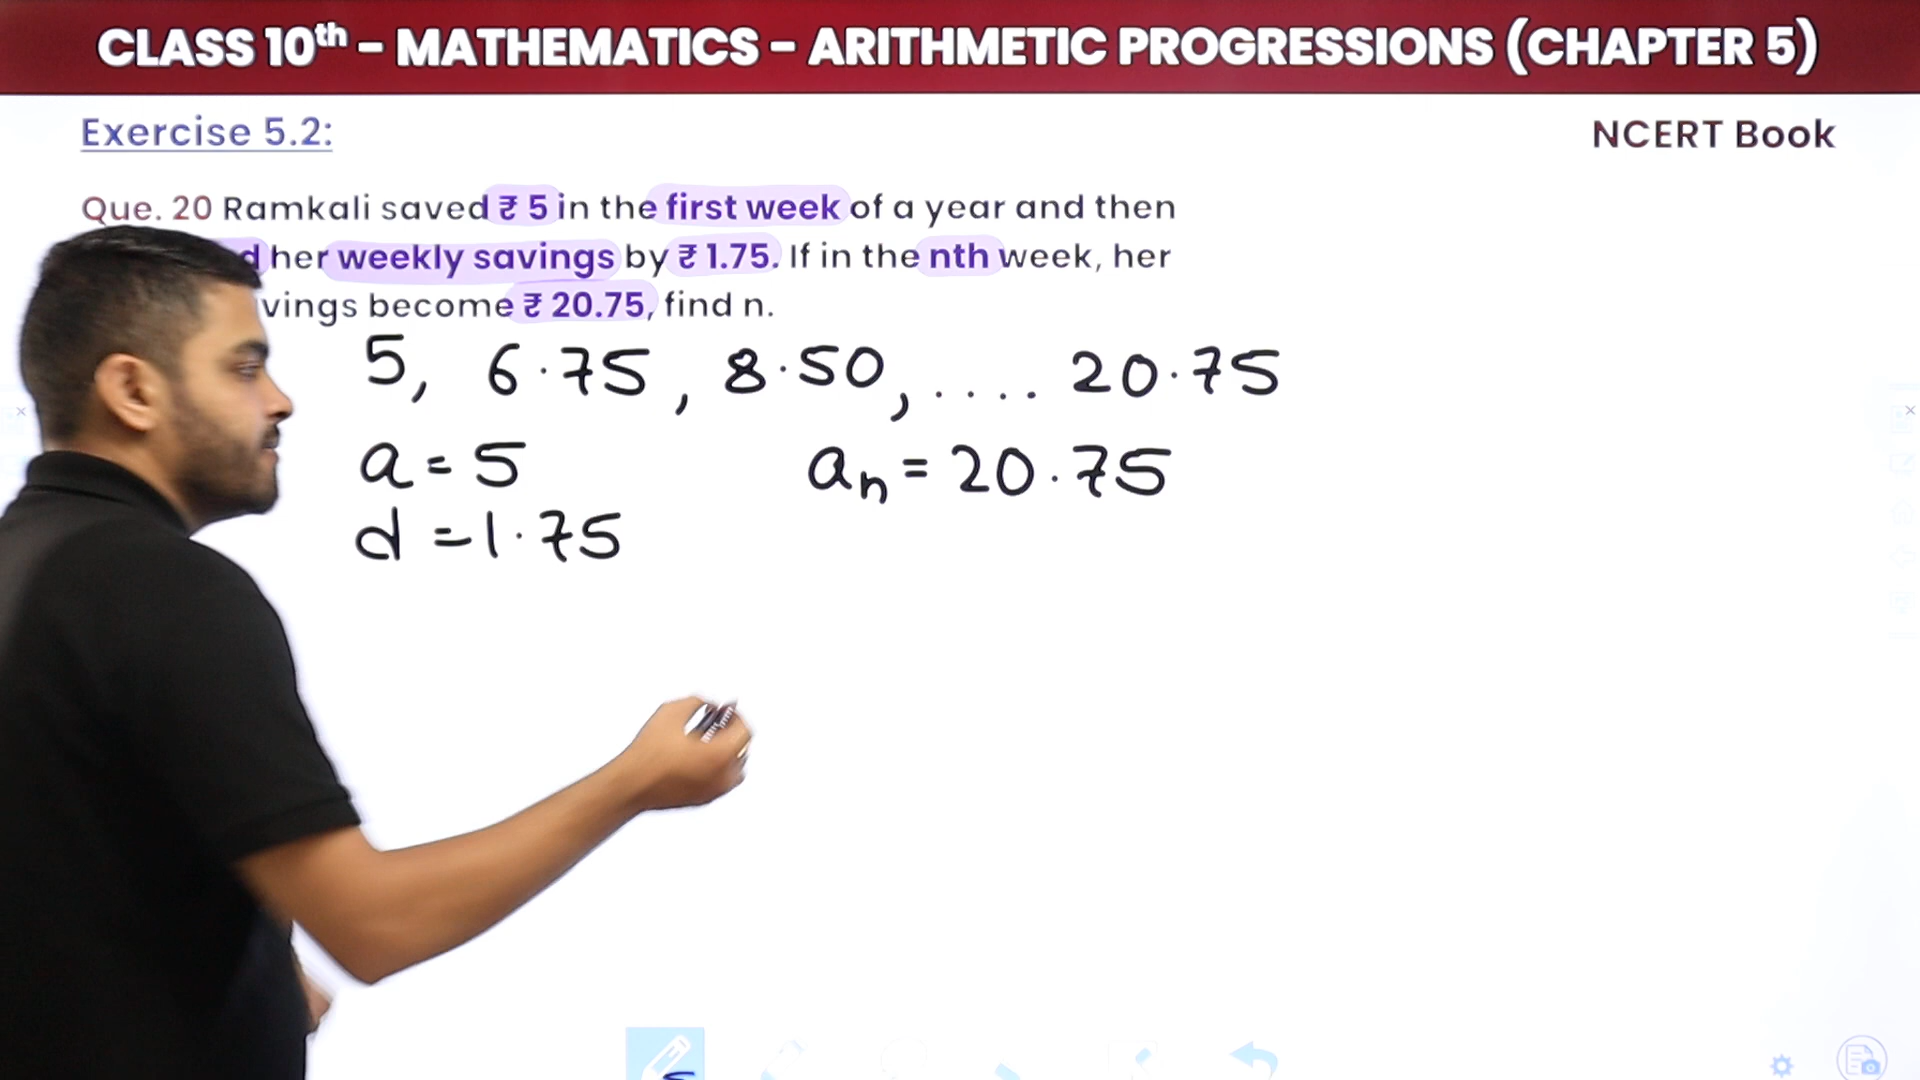 CLASS 10th – MATHEMATICS – ARITHMETIC PROGRESSIONS (CHAPTER 5)
Exercise 5.2:
NCERT Book
Que. 20 Ramkali saved ₹ 5 in the first week of a year and then
d her weekly savings by ₹ 1.75. If in the nth week, her
vings become ₹ 20.75, find n.
5, 6.75, 8.50, .... 20.75
a = 5
aₙ = 20.75
d = 1.75